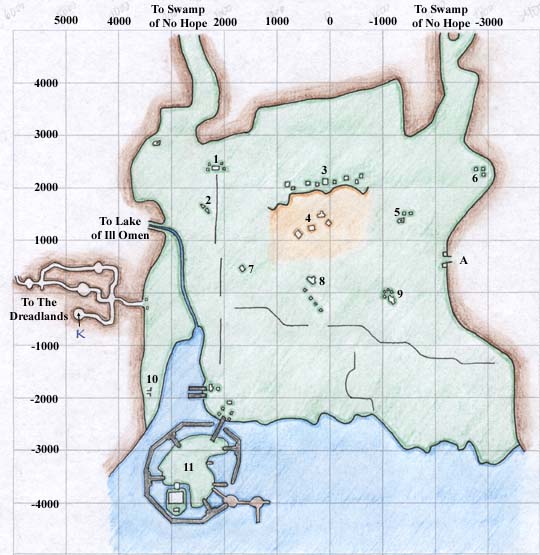 To Swamp
of No Hope
To Swamp
of No Hope
5000 4000 2000 1000 0 -1000 -3000
4000
3000
2000
1000
0
-1000
-2000
-3000
-4000
1
2
3
4
5
6
To Lake
of Ill Omen
A
7
8
9
To The
Dreadlands
K
10
11